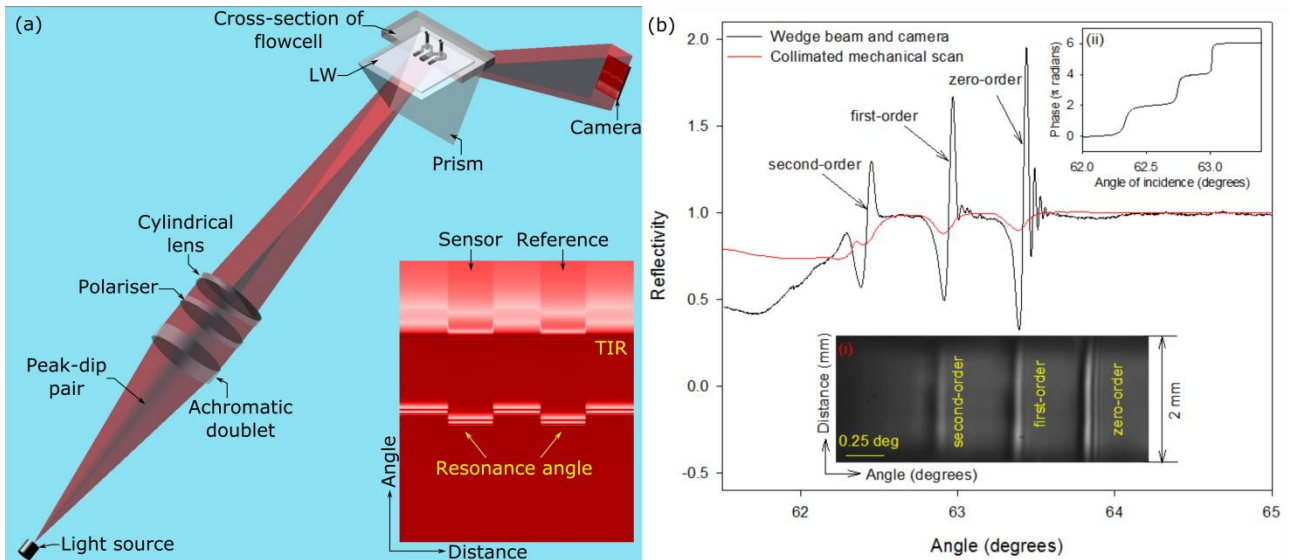 (a)
Cross-section of
flowcell
LW
Camera
Prism
Cylindrical
lens
Polariser
Peak-dip
pair
Achromatic
doublet
Light source
Sensor
Reference
TIR
Resonance angle
Angle
Distance
(b)
2.0
1.5
1.0
0.5
0.0
-0.5
Reflectivity
Wedge beam and camera
Collimated mechanical scan
zero-order
first-order
second-order
(ii)
Phase (π radians)
6
4
2
0
62.0
62.5
63.0
Angle of incidence (degrees)
(i)
second-order
first-order
zero-order
0.25 deg
Distance (mm)
Angle (degrees)
2 mm
62
63
64
65
Angle (degrees)